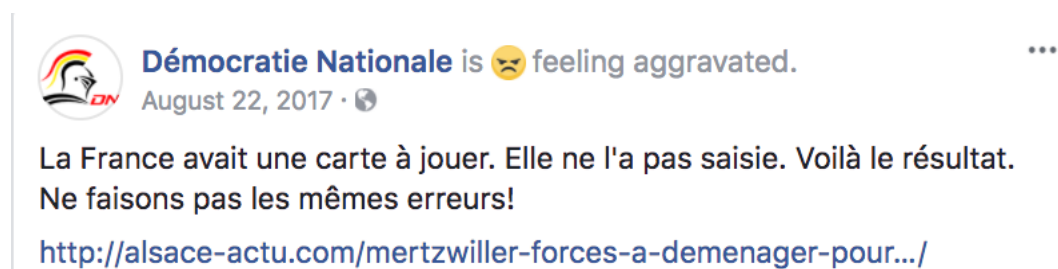 Démocratie Nationale is feeling aggravated.
August 22, 2017 ·
DN
La France avait une carte à jouer. Elle ne l'a pas saisie. Voilà le résultat.
Ne faisons pas les mêmes erreurs!
http://alsace-actu.com/mertzwiller-forces-a-demenager-pour.../